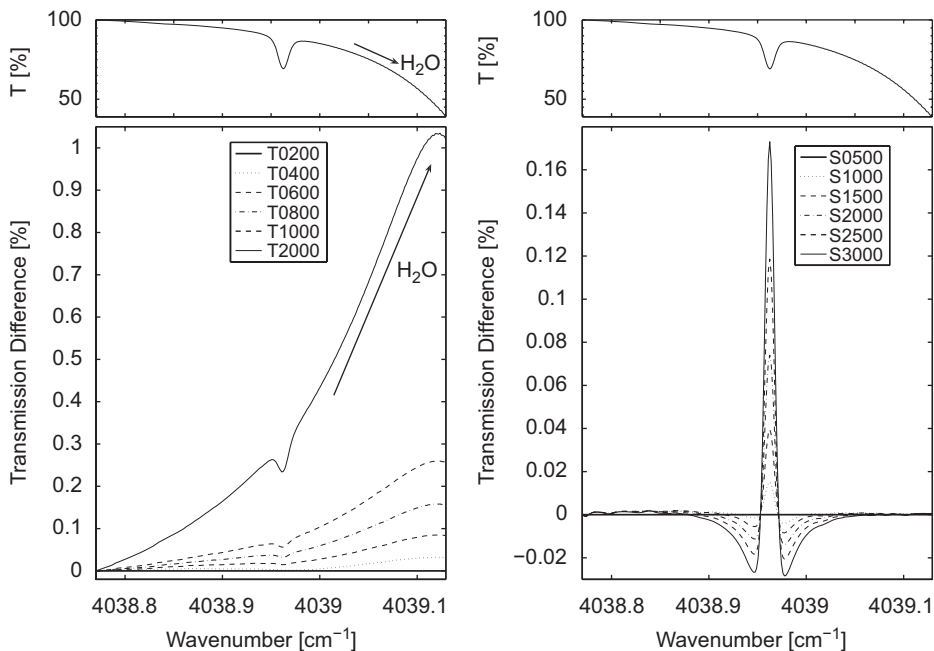 100
50
T [%]
H2O
1
0.9
0.8
0.7
0.6
0.5
0.4
0.3
0.2
0.1
0
Transmission Difference [%]
T0200
T0400
T0600
T0800
T1000
T2000
H2O
4038.8
4038.9
4039
4039.1
Wavenumber [cm−1]
100
50
T [%]
0.16
0.14
0.12
0.1
0.08
0.06
0.04
0.02
0
−0.02
Transmission Difference [%]
S0500
S1000
S1500
S2000
S2500
S3000
4038.8
4038.9
4039
4039.1
Wavenumber [cm−1]